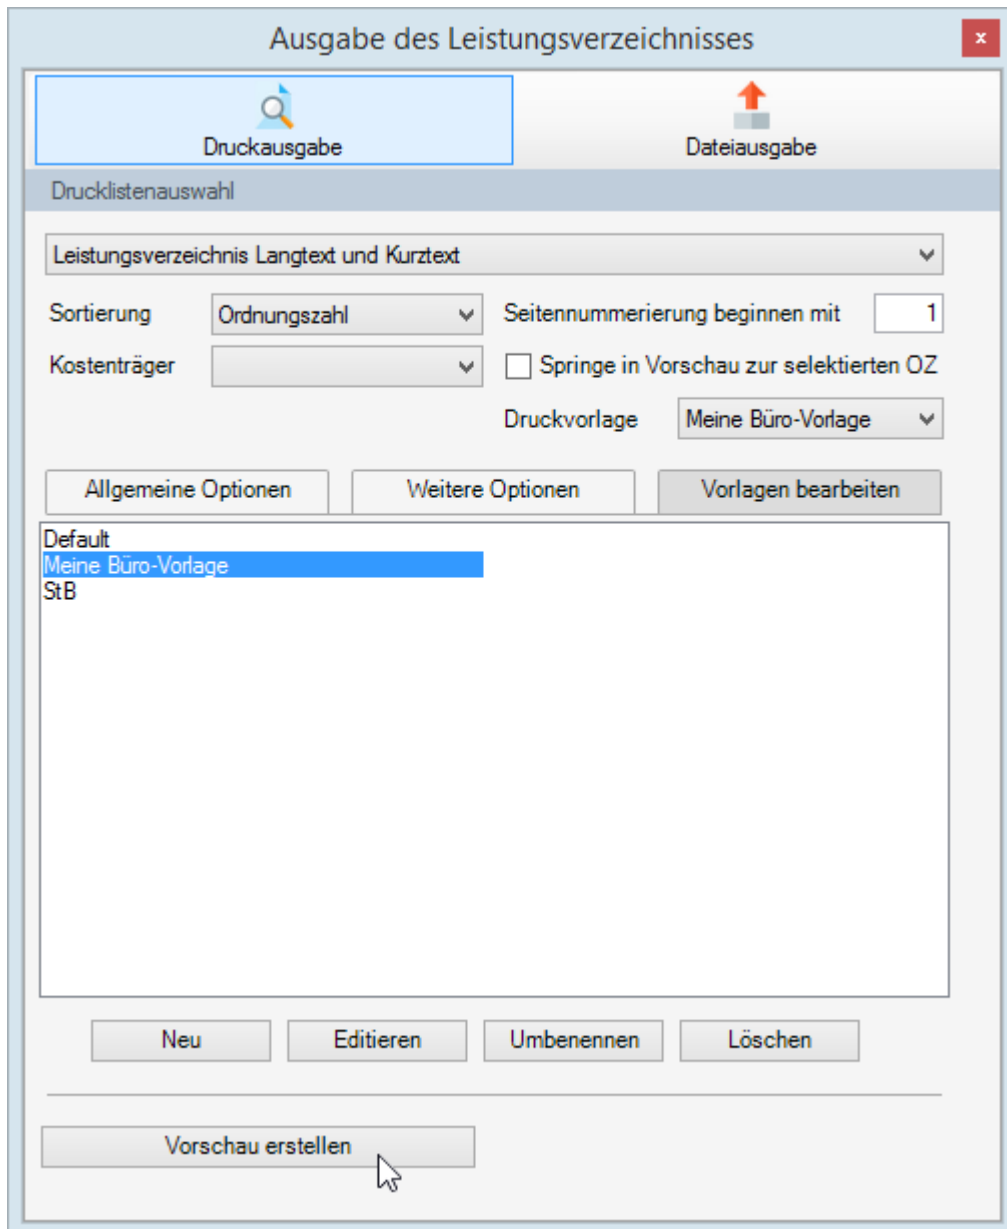 Ausgabe des Leistungsverzeichnisses
x
Druckausgabe
Dateiausgabe
Drucklistenauswahl
Leistungsverzeichnis Langtext und Kurztext
Sortierung Ordnungszahl Seitennummerierung beginnen mit 1
Kostenträger Springe in Vorschau zur selektierten OZ
Druckvorlage Meine Büro-Vorlage
Allgemeine Optionen Weitere Optionen Vorlagen bearbeiten
Default
Meine Büro-Vorlage
StB
Neu Editieren Umbenennen Löschen
Vorschau erstellen